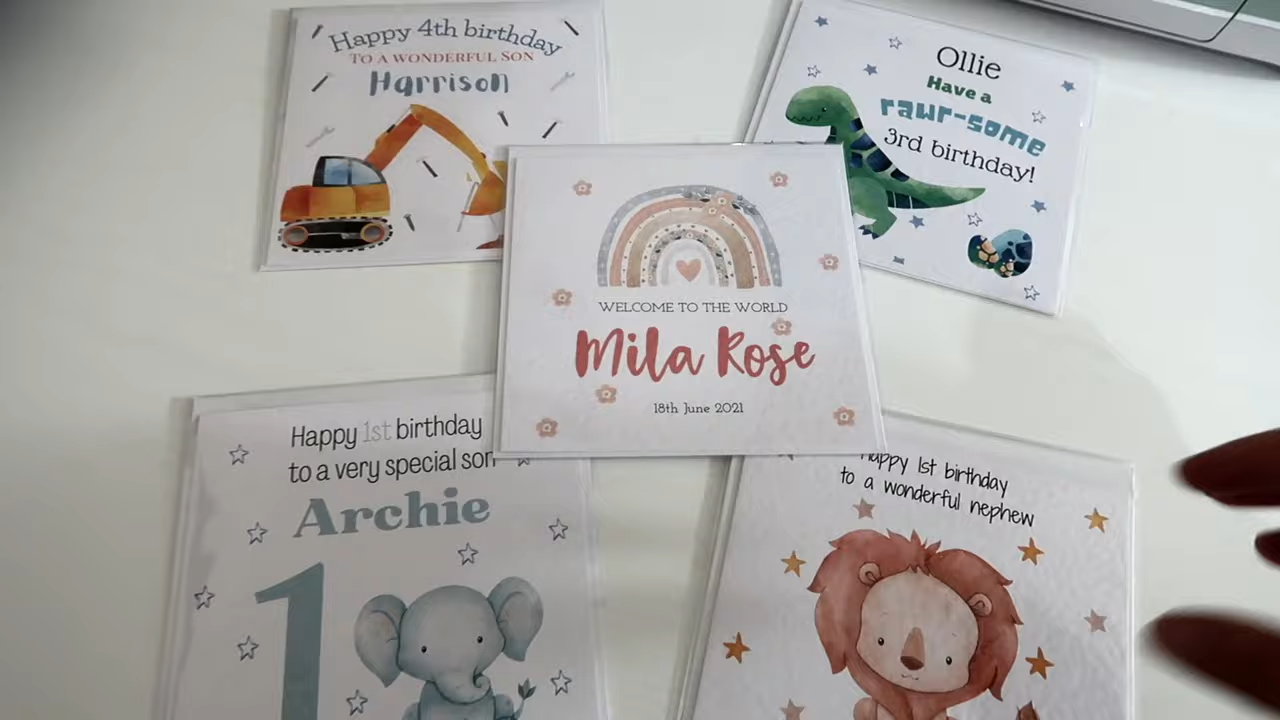 Happy 4th birthday
TO A WONDERFUL SON
Harrison
Ollie
Have a
rawr-some
3rd birthday!
WELCOME TO THE WORLD
Mila Rose
18th June 2021
Happy 1st birthday
to a very special son
Archie
1
Happy 1st birthday
to a wonderful nephew